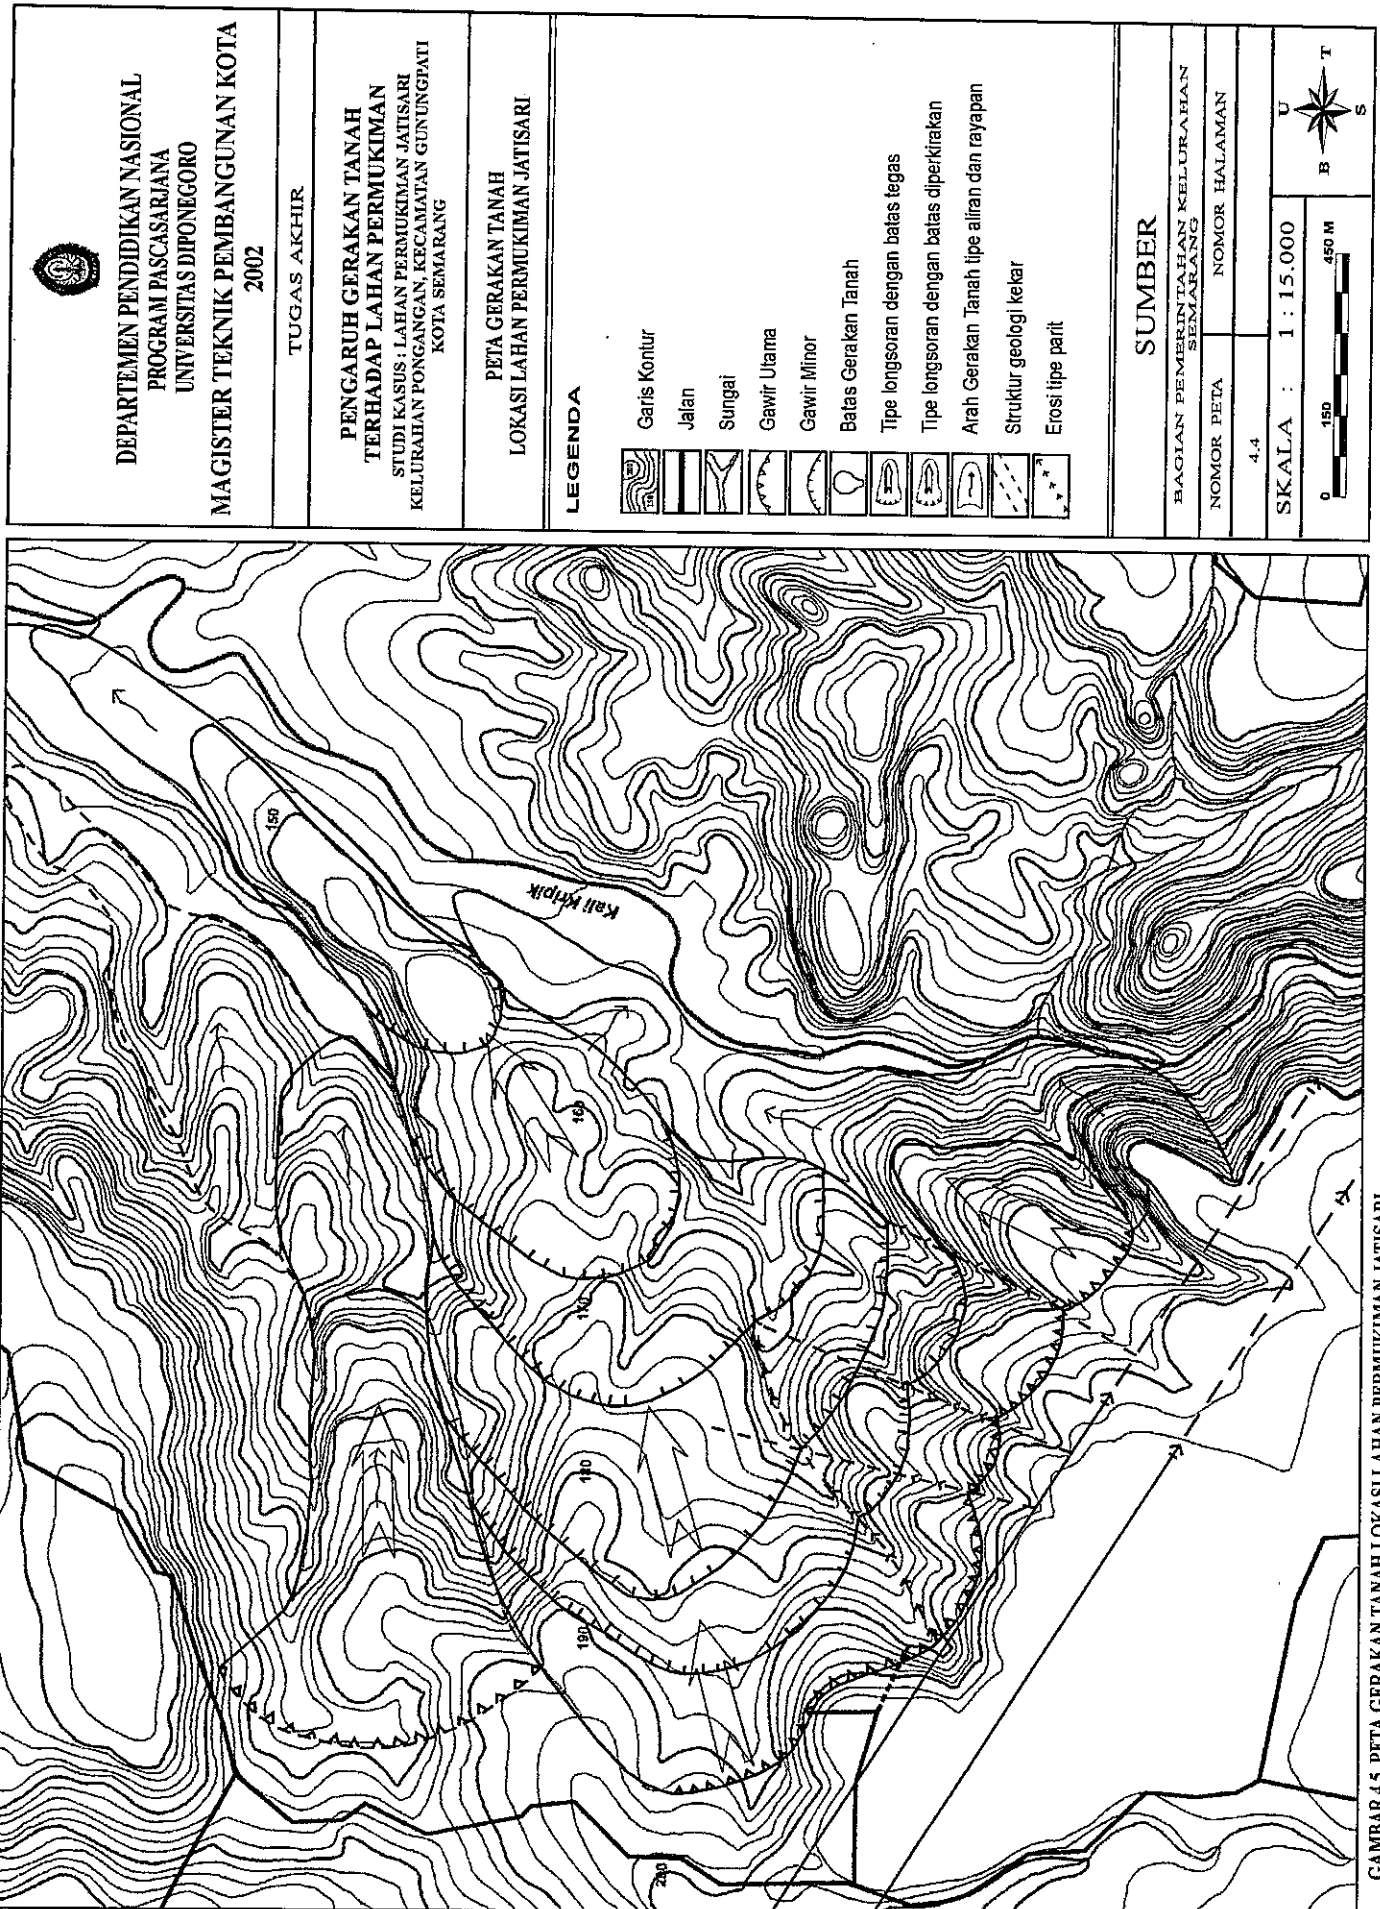 DEPARTEMEN PENDIDIKAN NASIONAL
PROGRAM PASCASARJANA
UNIVERSITAS DIPONEGORO
MAGISTER TEKNIK PEMBANGUNAN KOTA
2002
TUGAS AKHIR
PENGARUH GERAKAN TANAH
TERHADAP LAHAN PERMUKIMAN
STUDI KASUS : LAHAN PERMUKIMAN JATISARI
KELURAHAN PONGANGAN, KECAMATAN GUNUNGPATI
KOTA SEMARANG
PETA GERAKAN TANAH
LOKASI LAHAN PERMUKIMAN JATISARI
LEGENDA
Garis Kontur
Jalan
Sungai
Gawir Utama
Gawir Minor
Batas Gerakan Tanah
Tipe longsoran dengan batas tegas
Tipe longsoran dengan batas diperkirakan
Arah Gerakan Tanah tipe aliran dan rayapan
Struktur geologi kekar
Erosi tipe parit
SUMBER
BAGIAN PEMERINTAHAN KELURAHAN
SEMARANG
NOMOR PETA
NOMOR HALAMAN
4.4
SKALA : 1 : 15.000
0 150 450 M
U
B T
S
150
Kali Kripik
160
170
180
190
200
GAMBAR 4.5 PETA GERAKAN TANAH LOKASI LAHAN PERMUKIMAN JATISARI